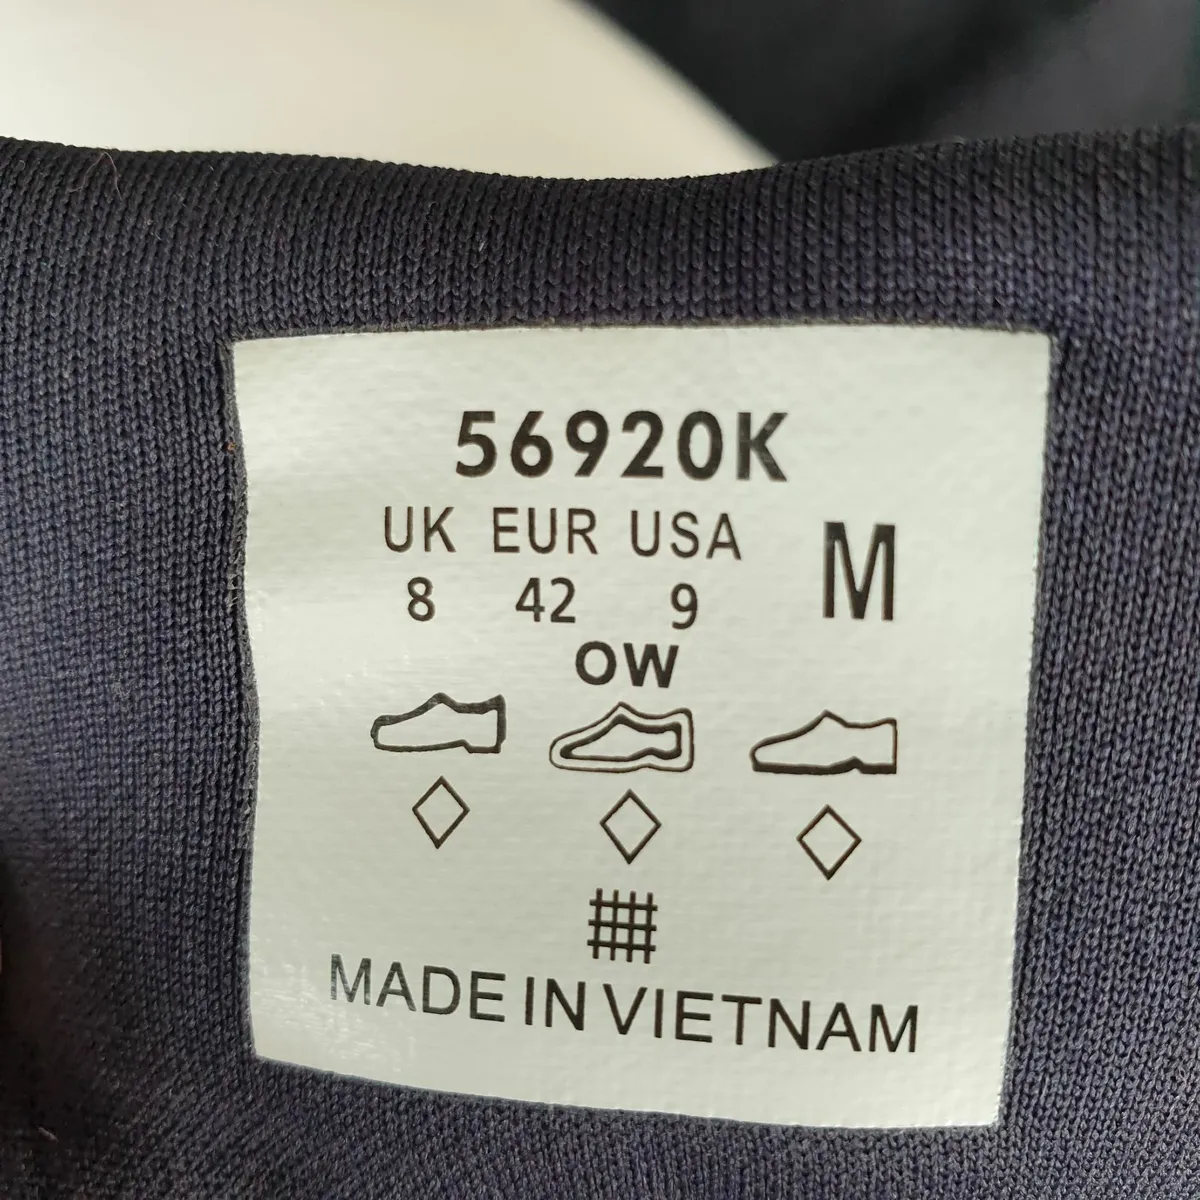 56920K
UK EUR USA M
8 42 9
OW
MADE IN VIETNAM